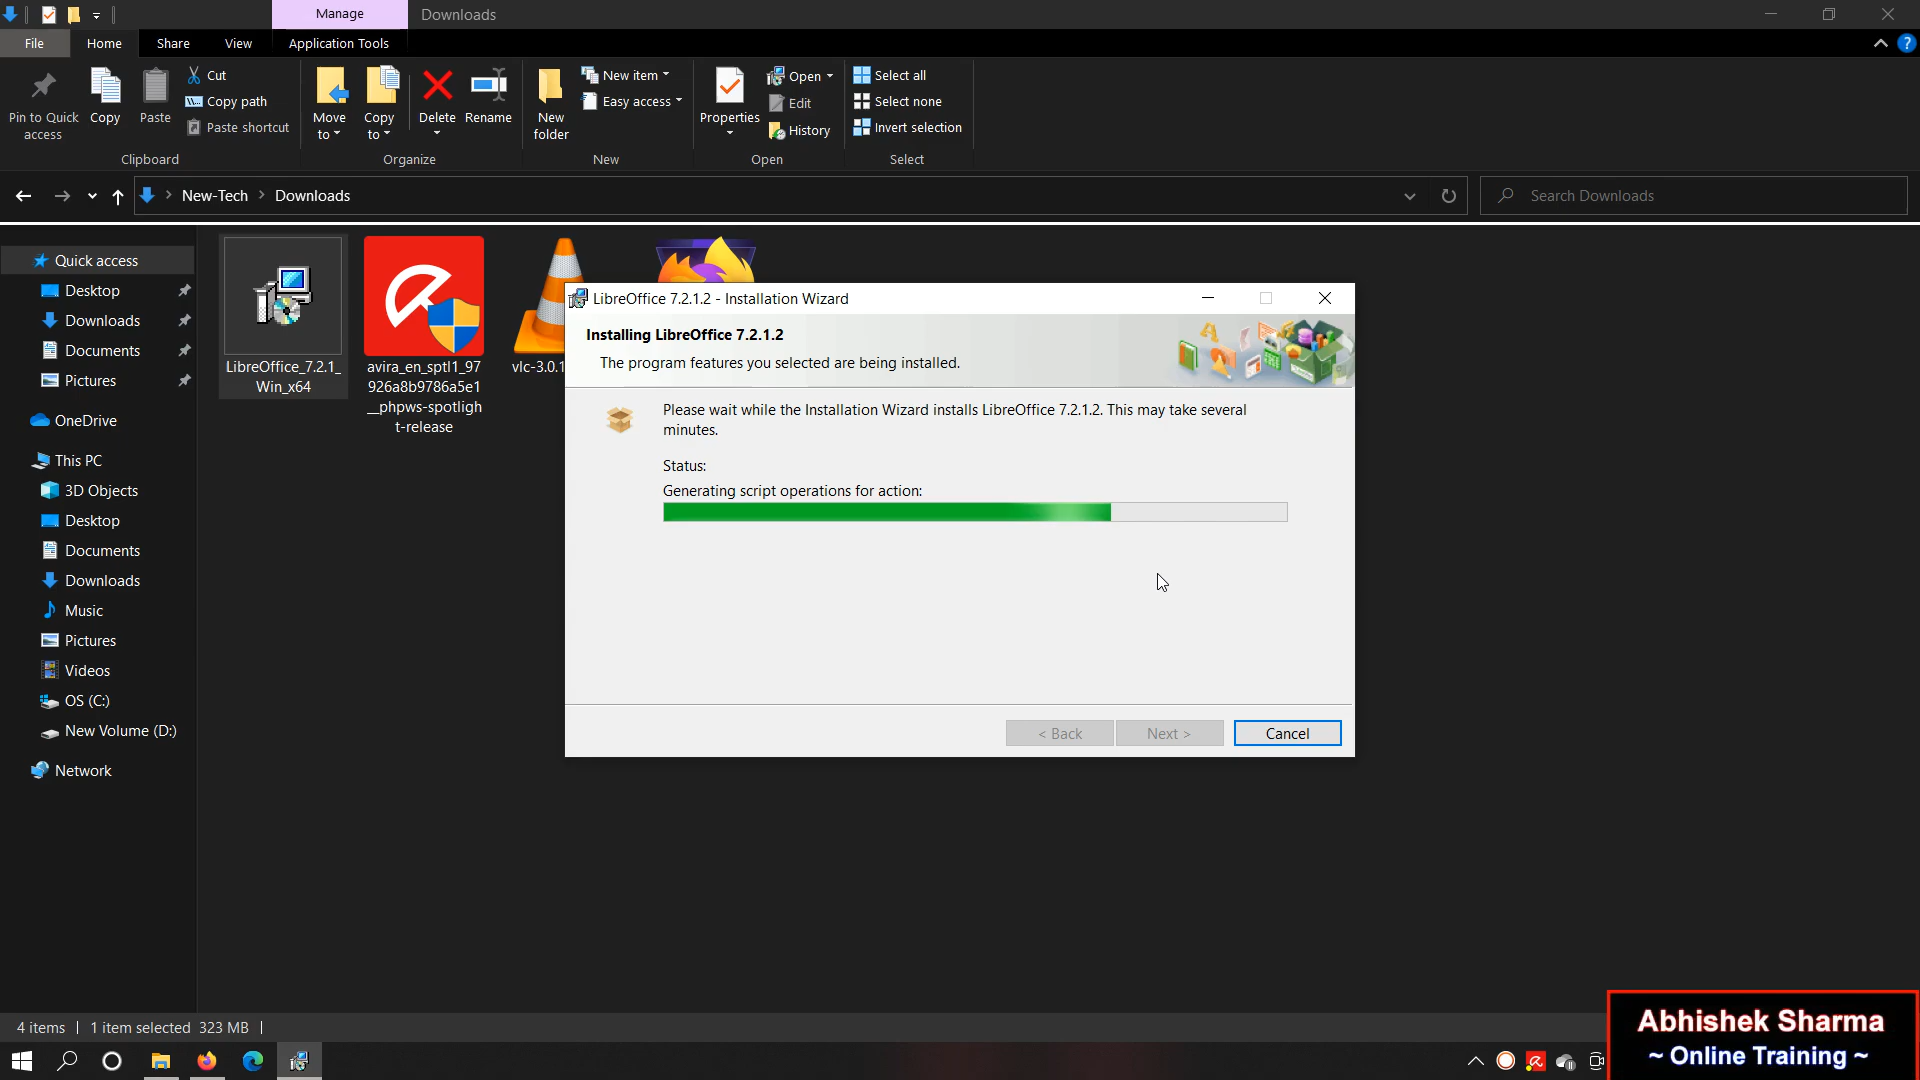 Manage
Downloads
File
Home
Share
View
Application Tools
Pin to Quick
access
Copy
Paste
Cut
Copy path
Paste shortcut
Clipboard
Move
to
Copy
to
Delete
Rename
Organize
New
folder
New item
Easy access
New
Properties
Open
Edit
History
Open
Select all
Select none
Invert selection
Select
New-Tech
Downloads
Search Downloads
Quick access
Desktop
Downloads
Documents
Pictures
OneDrive
This PC
3D Objects
Desktop
Documents
Downloads
Music
Pictures
Videos
OS (C:)
New Volume (D:)
Network
LibreOffice_7.2.1_
Win_x64
avira_en_sptl1_97
926a8b9786a5e1
__phpws-spotligh
t-release
vlc-3.0.1
LibreOffice 7.2.1.2 - Installation Wizard
Installing LibreOffice 7.2.1.2
The program features you selected are being installed.
Please wait while the Installation Wizard installs LibreOffice 7.2.1.2. This may take several
minutes.
Status:
Generating script operations for action:
< Back
Next >
Cancel
4 items
1 item selected 323 MB
Abhishek Sharma
~ Online Training ~